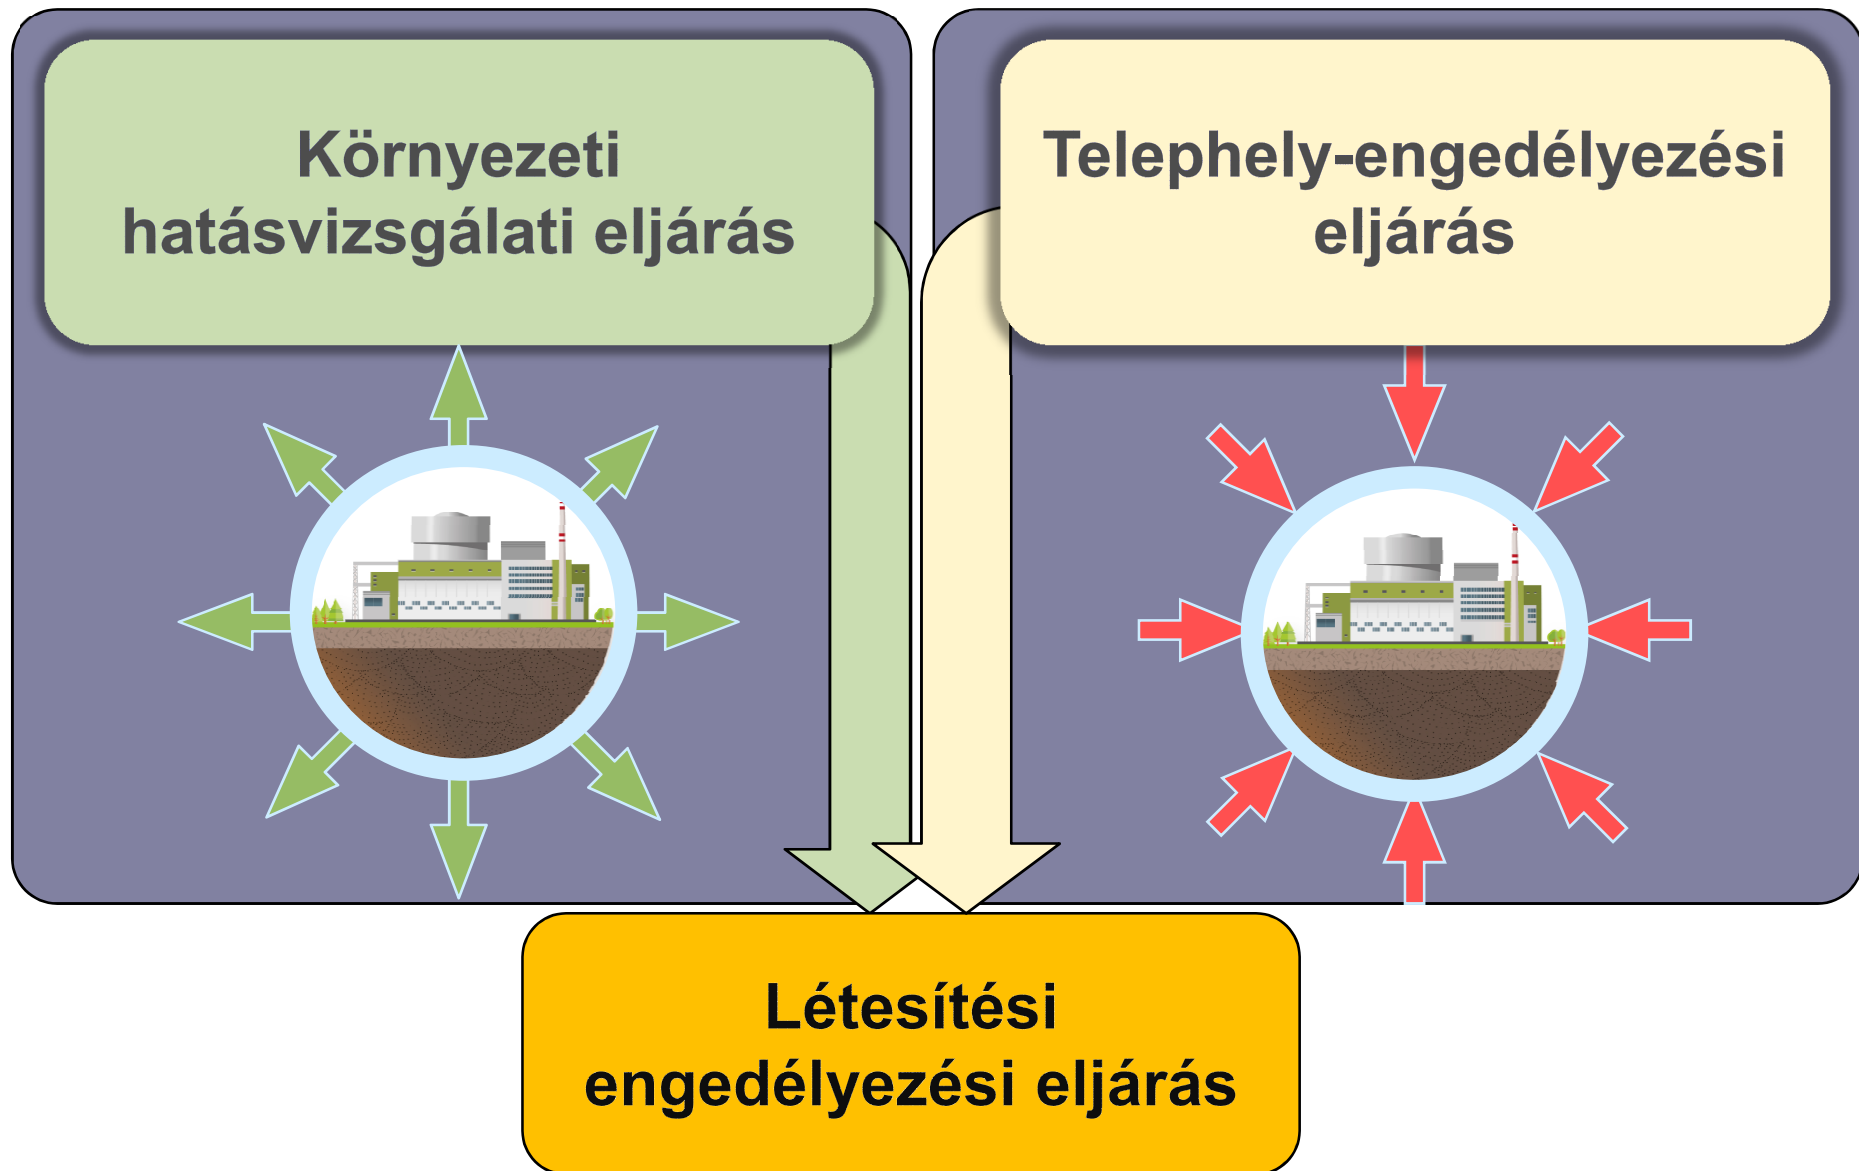 Környezeti
hatásvizsgálati eljárás
Telephely-engedélyezési
eljárás
Létesítési
engedélyezési eljárás